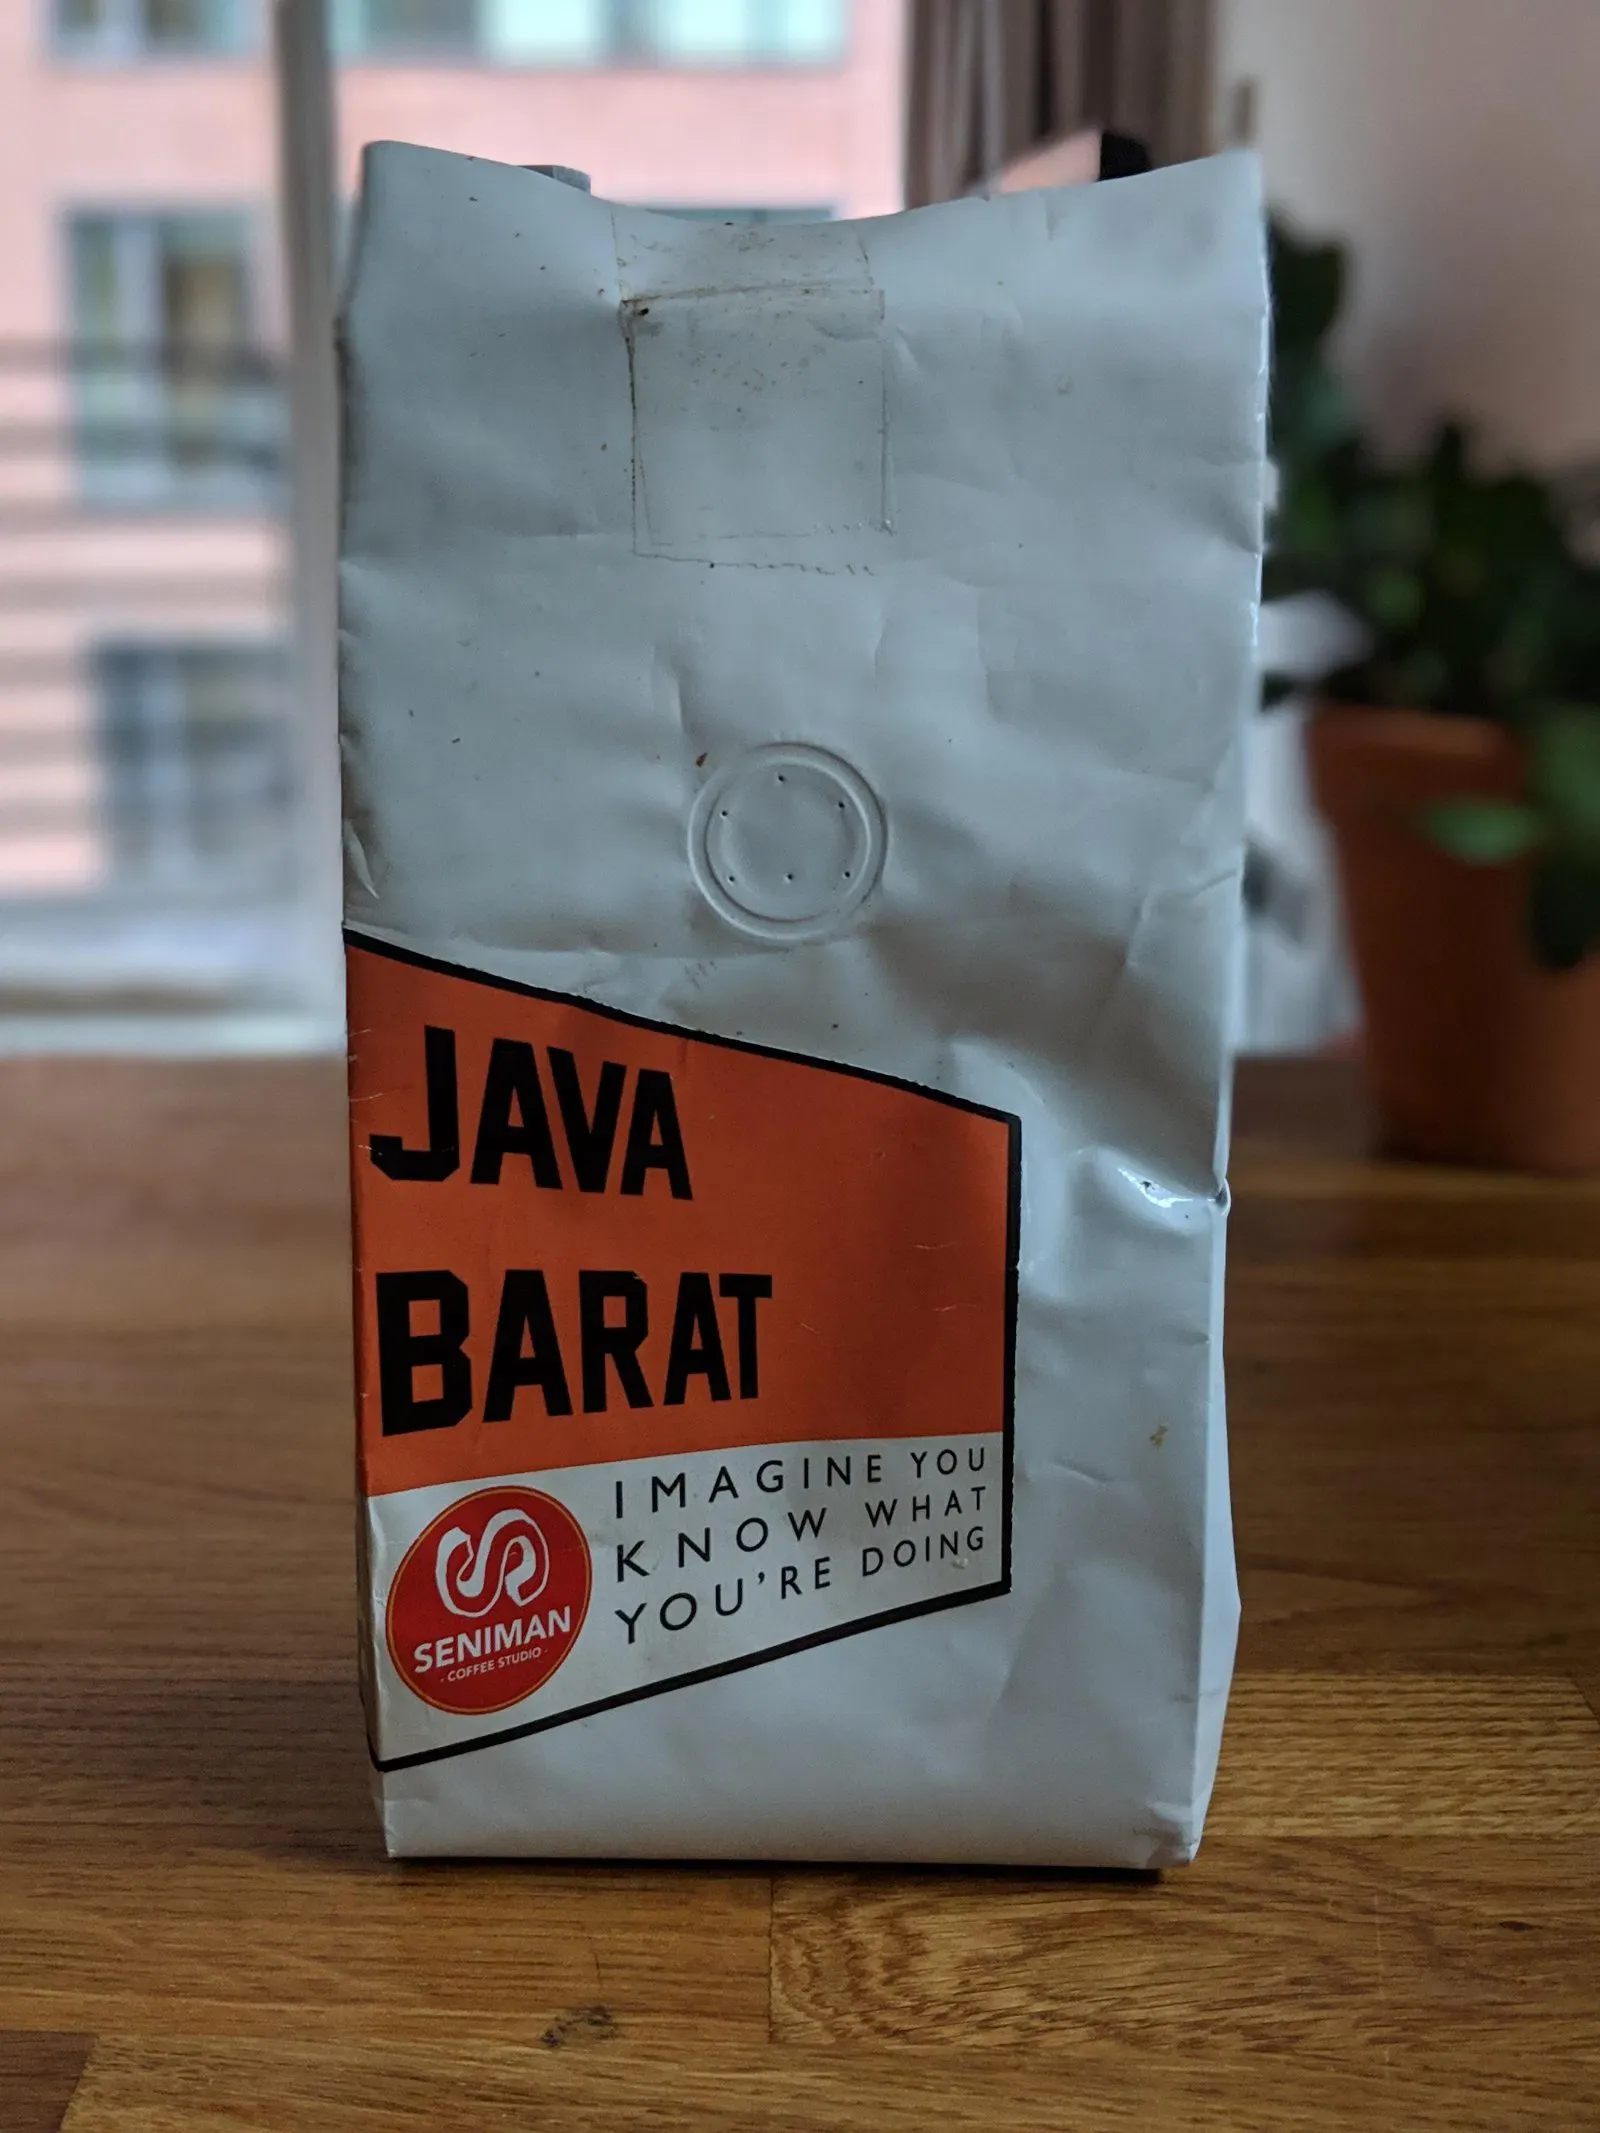 JAVA
BARAT
IMAGINE YOU
KNOW WHAT
YOU'RE DOING
SENIMAN
· COFFEE STUDIO ·